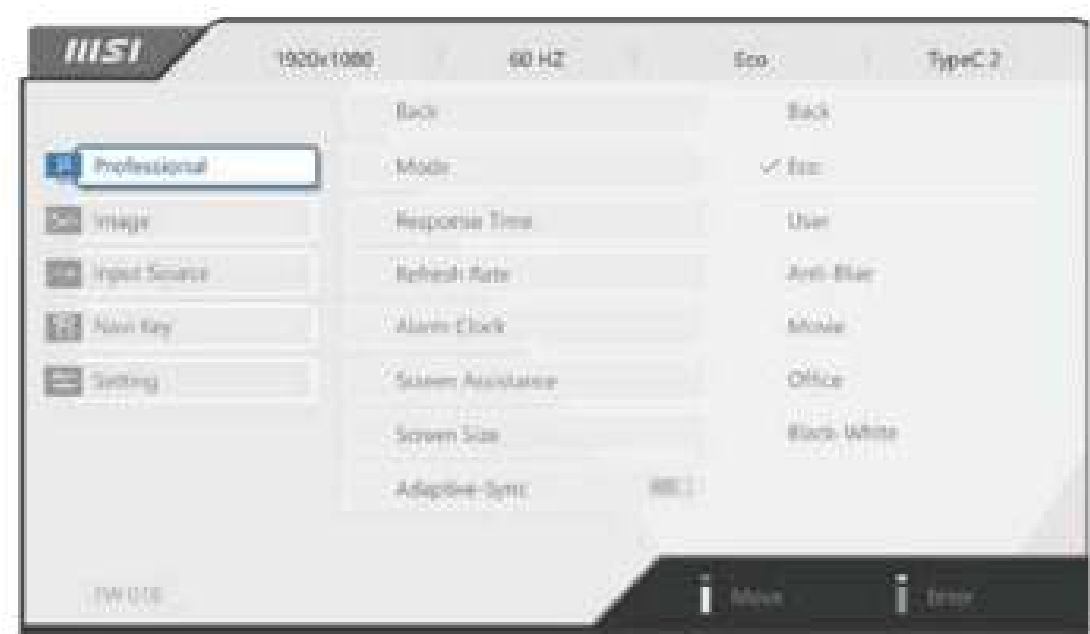 msi
1920x1080 60 HZ Eco TypeC 2
Back Back
Professional Mode ✓ Eco
Image Response Time User
Input Source Refresh Rate Anti-Blue
Navi Key Alarm Clock Movie
Setting Screen Assistance Office
Screen Size Black-White
Adaptive-Sync
Move Enter